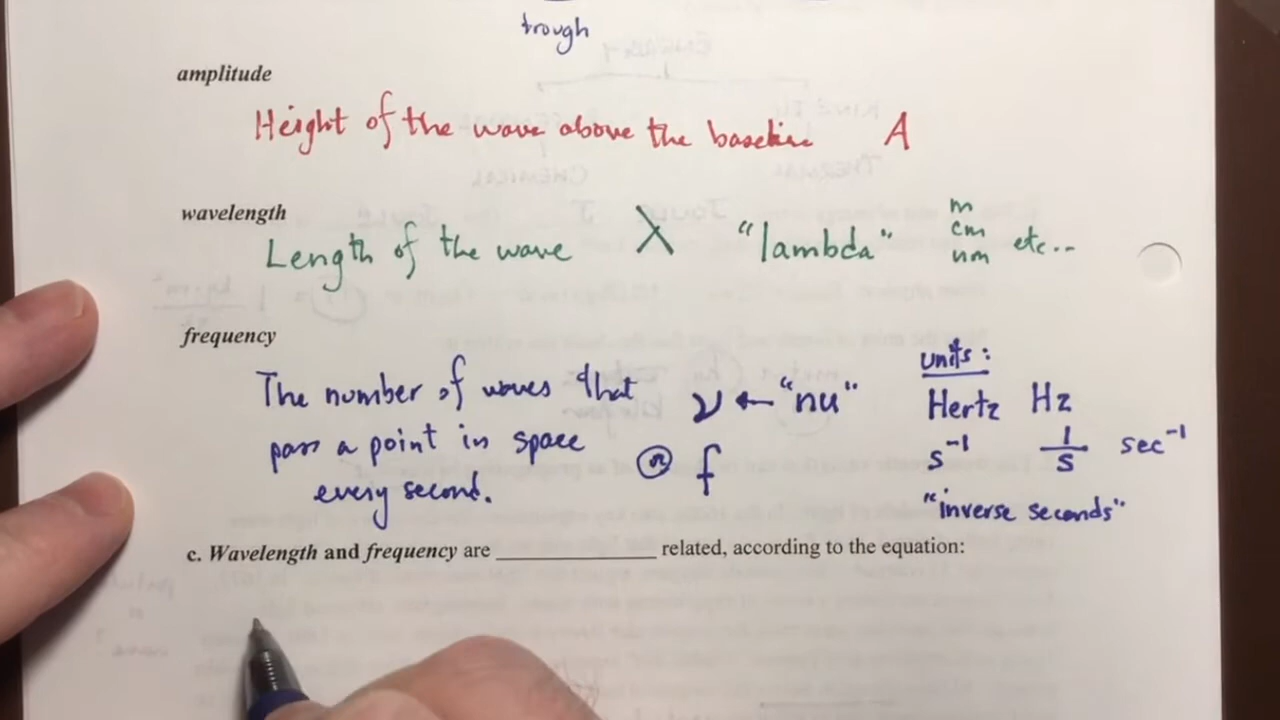 trough
amplitude
Height of the wave above the baseline A
wavelength
Length of the wave λ "lambda" m cm nm etc...
frequency
units:
The number of waves that ν ← "nu" Hertz Hz
pass a point in space or f s⁻¹ 1/s sec⁻¹
every second. "inverse seconds"
c. Wavelength and frequency are ____________ related, according to the equation: